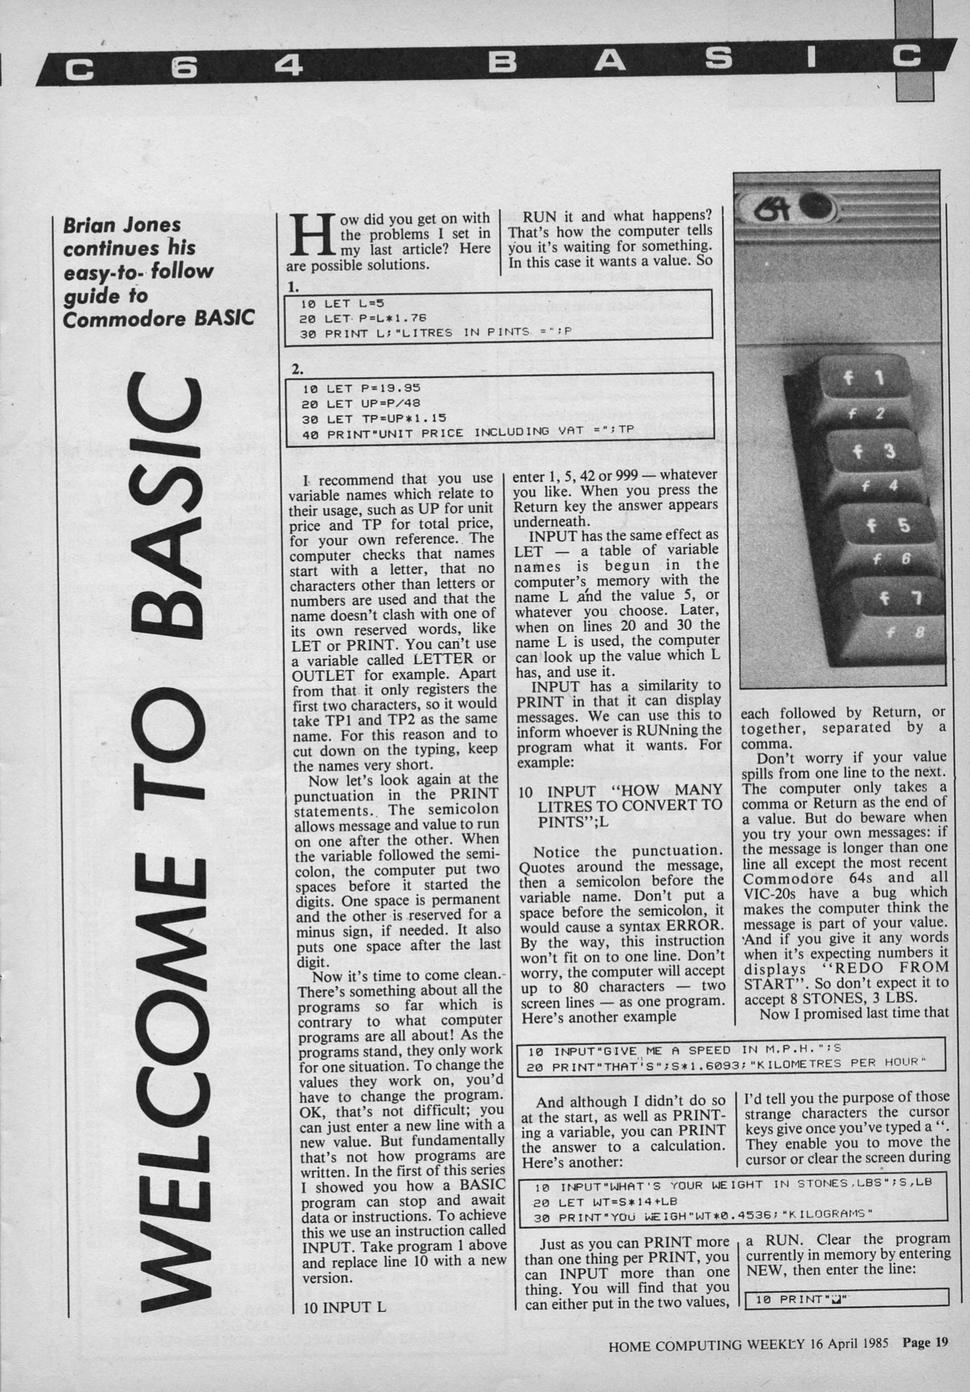 C 64 BASIC
Brian Jones
continues his
easy-to- follow
guide to
Commodore BASIC
WELCOME TO BASIC
How did you get on with
the problems I set in
my last article? Here
are possible solutions.
RUN it and what happens?
That's how the computer tells
you it's waiting for something.
In this case it wants a value. So
1.
10 LET L=5
20 LET P=L*1.76
30 PRINT L;"LITRES IN PINTS =";P
2.
10 LET P=19.95
20 LET UP=P/48
30 LET TP=UP*1.15
40 PRINT"UNIT PRICE INCLUDING VAT =";TP
I recommend that you use
variable names which relate to
their usage, such as UP for unit
price and TP for total price,
for your own reference. The
computer checks that names
start with a letter, that no
characters other than letters or
numbers are used and that the
name doesn't clash with one of
its own reserved words, like
LET or PRINT. You can't use
a variable called LETTER or
OUTLET for example. Apart
from that it only registers the
first two characters, so it would
take TP1 and TP2 as the same
name. For this reason and to
cut down on the typing, keep
the names very short.
Now let's look again at the
punctuation in the PRINT
statements. The semicolon
allows message and value to run
on one after the other. When
the variable followed the semi-
colon, the computer put two
spaces before it started the
digits. One space is permanent
and the other is reserved for a
minus sign, if needed. It also
puts one space after the last
digit.
Now it's time to come clean.
There's something about all the
programs so far which is
contrary to what computer
programs are all about! As the
programs stand, they only work
for one situation. To change the
values they work on, you'd
have to change the program.
OK, that's not difficult; you
can just enter a new line with a
new value. But fundamentally
that's not how programs are
written. In the first of this series
I showed you how a BASIC
program can stop and await
data or instructions. To achieve
this we use an instruction called
INPUT. Take program 1 above
and replace line 10 with a new
version.
10 INPUT L
enter 1, 5, 42 or 999 — whatever
you like. When you press the
Return key the answer appears
underneath.
INPUT has the same effect as
LET — a table of variable
names is begun in the
computer's memory with the
name L and the value 5, or
whatever you choose. Later,
when on lines 20 and 30 the
name L is used, the computer
can look up the value which L
has, and use it.
INPUT has a similarity to
PRINT in that it can display
messages. We can use this to
inform whoever is RUNning the
program what it wants. For
example:
10 INPUT "HOW MANY
LITRES TO CONVERT TO
PINTS";L
Notice the punctuation.
Quotes around the message,
then a semicolon before the
variable name. Don't put a
space before the semicolon, it
would cause a syntax ERROR.
By the way, this instruction
won't fit on to one line. Don't
worry, the computer will accept
up to 80 characters — two
screen lines — as one program.
Here's another example
64
f 1
f 2
f 3
f 4
f 5
f 6
f 7
f 8
each followed by Return, or
together, separated by a
comma.
Don't worry if your value
spills from one line to the next.
The computer only takes a
comma or Return as the end of
a value. But do beware when
you try your own messages: if
the message is longer than one
line all except the most recent
Commodore 64s and all
VIC-20s have a bug which
makes the computer think the
message is part of your value.
And if you give it any words
when it's expecting numbers it
displays "REDO FROM
START". So don't expect it to
accept 8 STONES, 3 LBS.
Now I promised last time that
10 INPUT"GIVE ME A SPEED IN M.P.H.";S
20 PRINT"THAT'S";S*1.6093;"KILOMETRES PER HOUR"
And although I didn't do so
at the start, as well as PRINT-
ing a variable, you can PRINT
the answer to a calculation.
Here's another:
I'd tell you the purpose of those
strange characters the cursor
keys give once you've typed a ".
They enable you to move the
cursor or clear the screen during
10 INPUT"WHAT'S YOUR WEIGHT IN STONES,LBS";S,LB
20 LET WT=S*14+LB
30 PRINT"YOU WEIGH"WT*0.4536;"KILOGRAMS"
Just as you can PRINT more
than one thing per PRINT, you
can INPUT more than one
thing. You will find that you
can either put in the two values,
a RUN. Clear the program
currently in memory by entering
NEW, then enter the line:
10 PRINT""
HOME COMPUTING WEEKLY 16 April 1985 Page 19